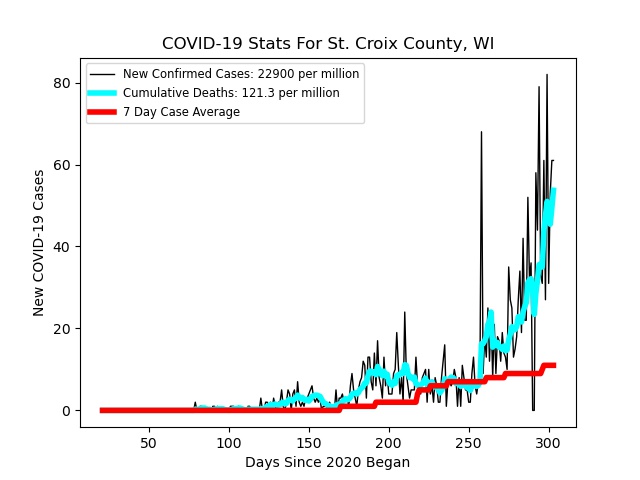 COVID-19 Stats For St. Croix County, WI
New Confirmed Cases: 22900 per million
Cumulative Deaths: 121.3 per million
7 Day Case Average
80
60
40
20
0
New COVID-19 Cases
50 100 150 200 250 300
Days Since 2020 Began